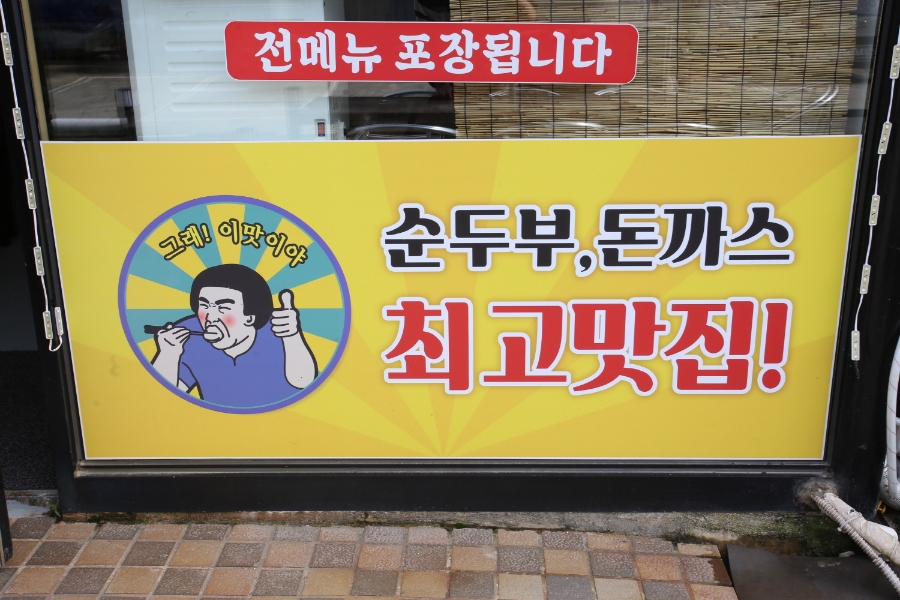 전메뉴 포장됩니다
그래! 이맛이야
순두부,돈까스
최고맛집!